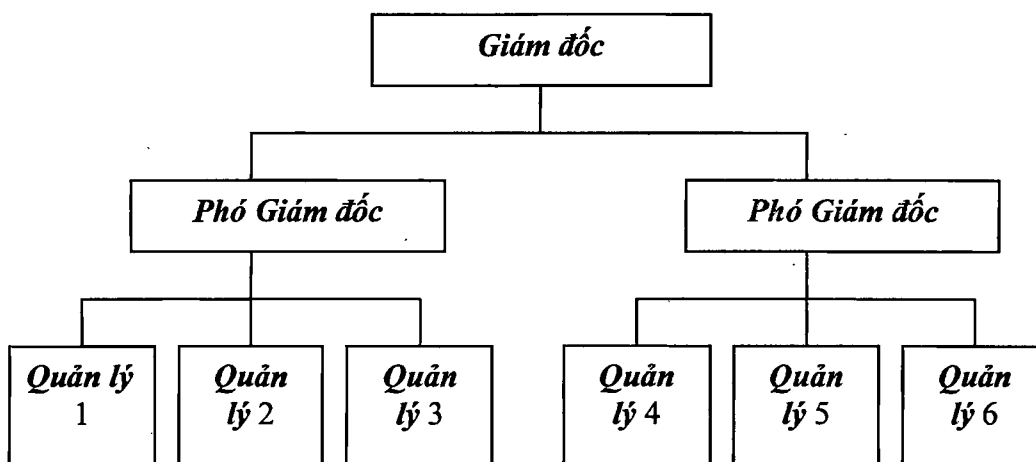 Giám đốc
Phó Giám đốc
Phó Giám đốc
Quản lý
1
Quản
lý 2
Quản
lý 3
Quản
lý 4
Quản
lý 5
Quản
lý 6